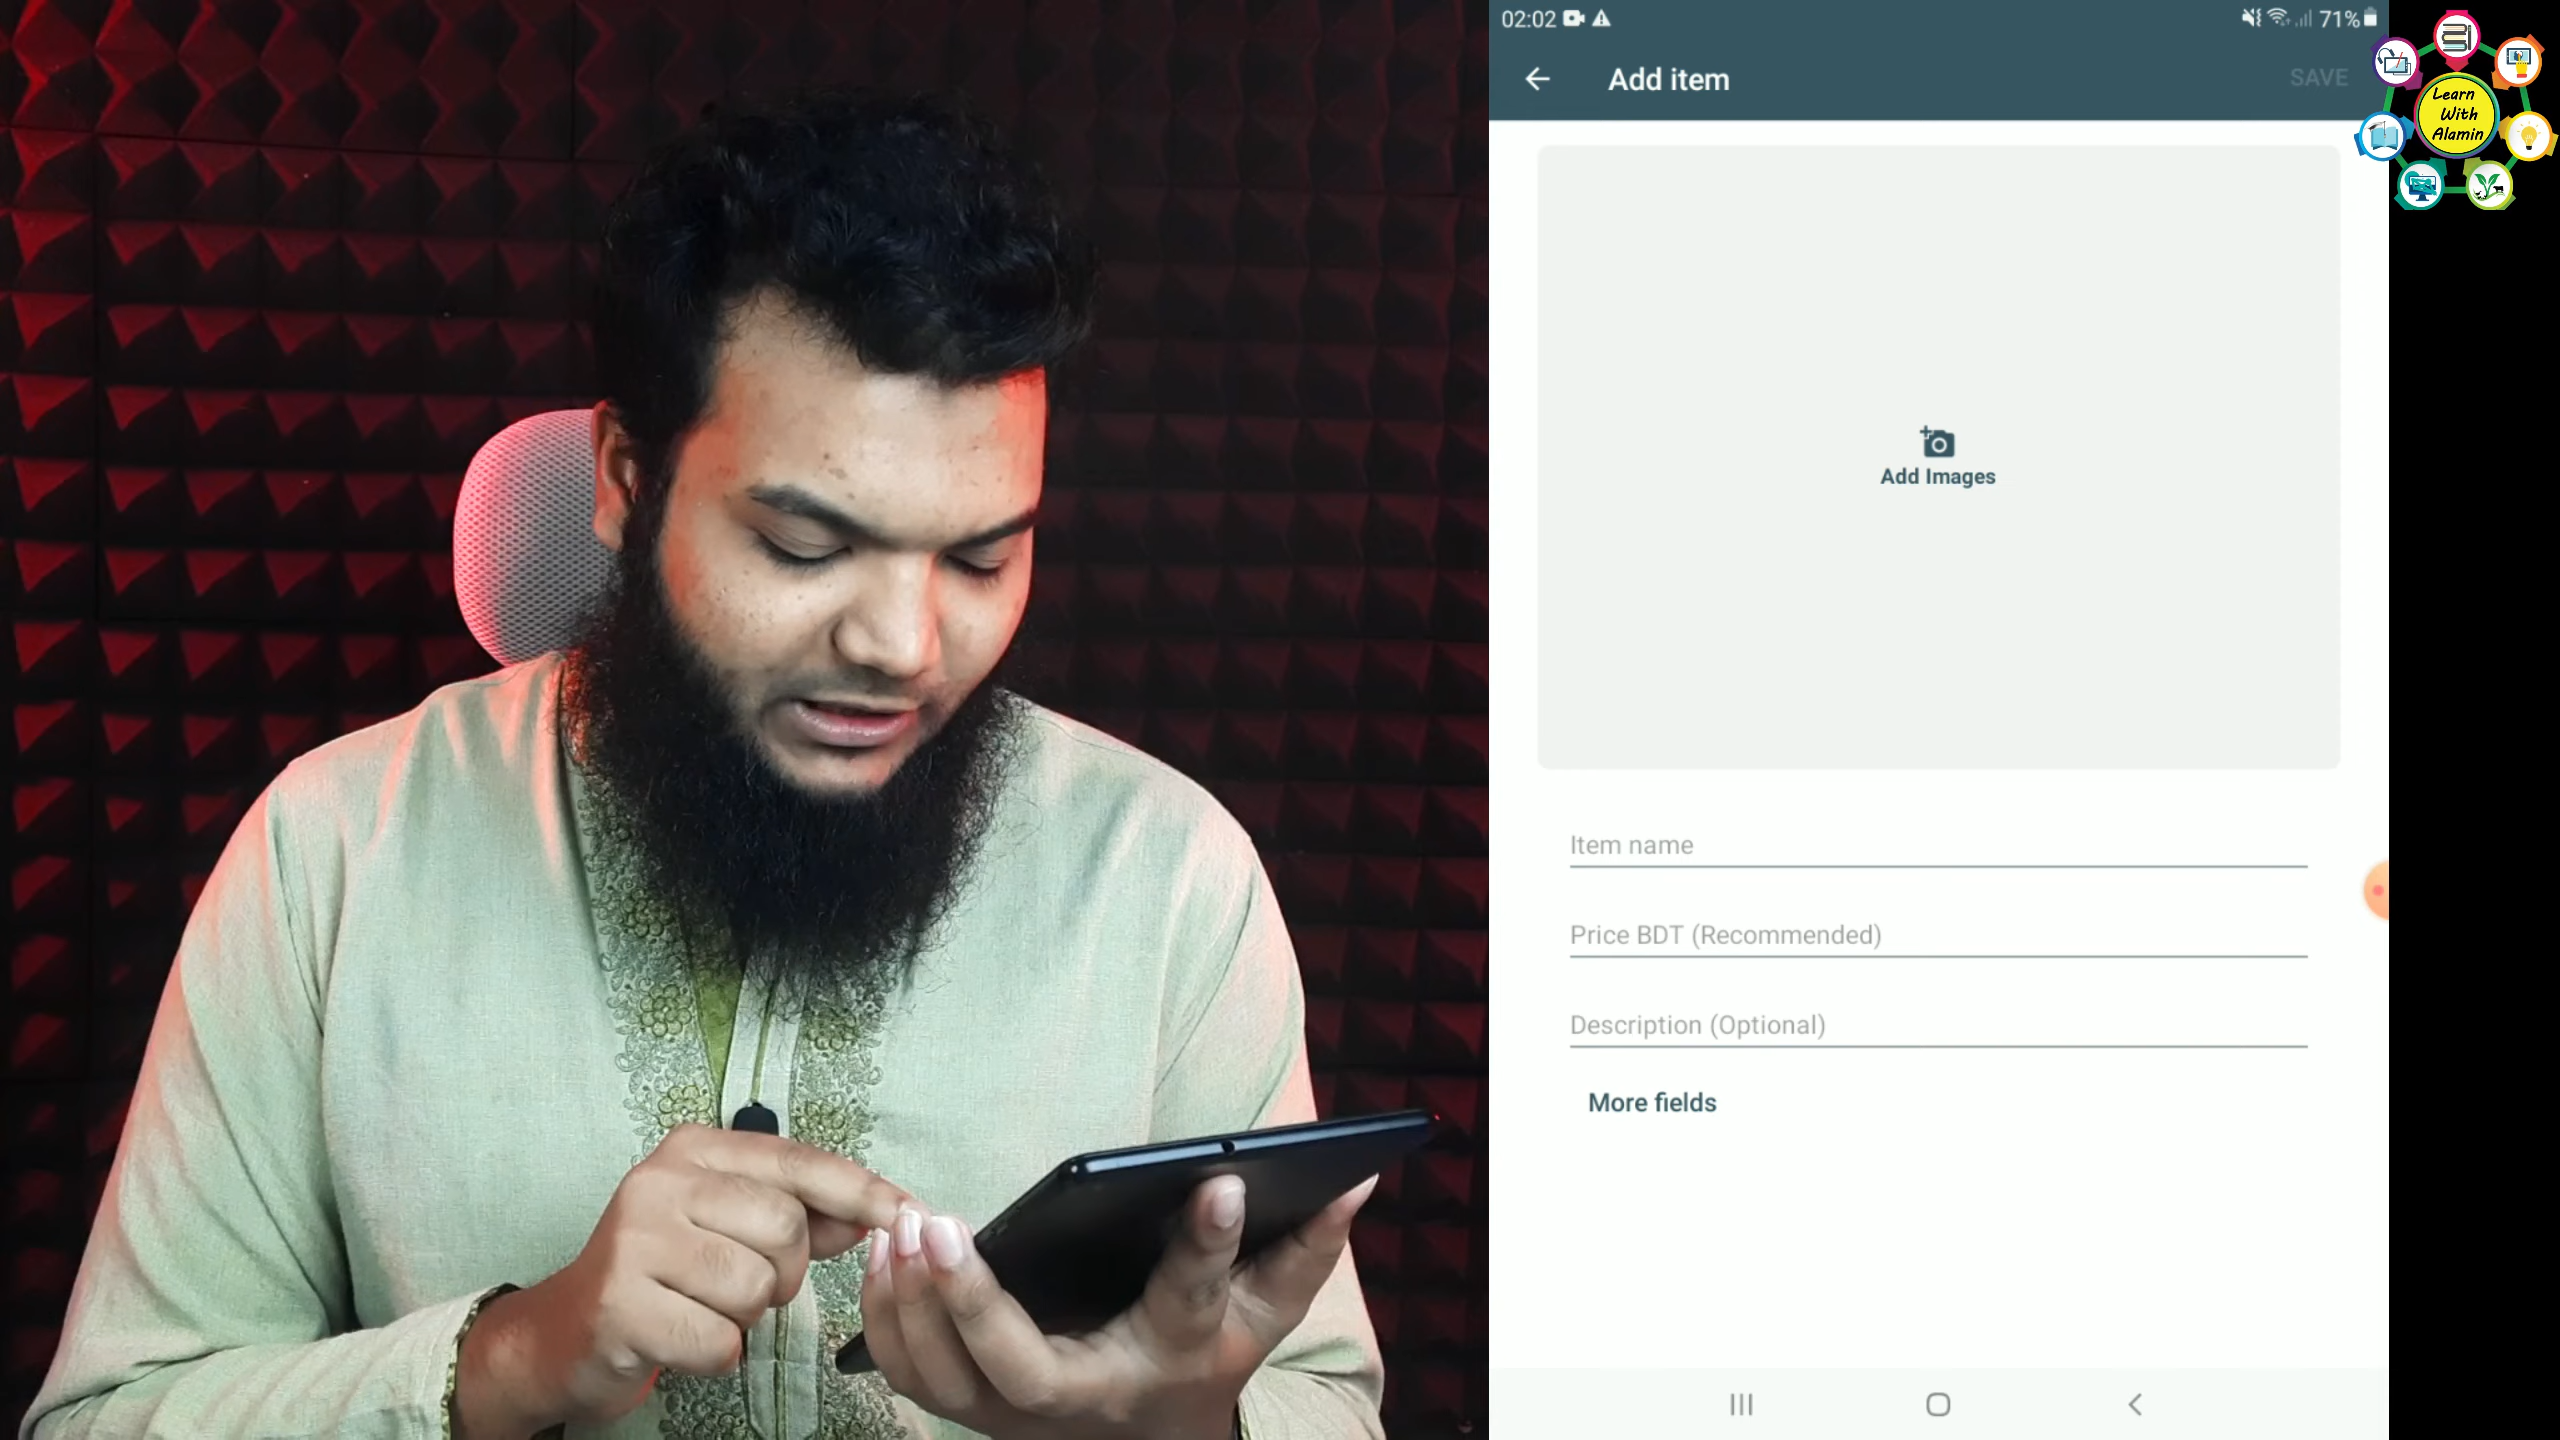 02:02
71%
Add item
SAVE
Learn
With
Alamin
Add Images
Item name
Price BDT (Recommended)
Description (Optional)
More fields